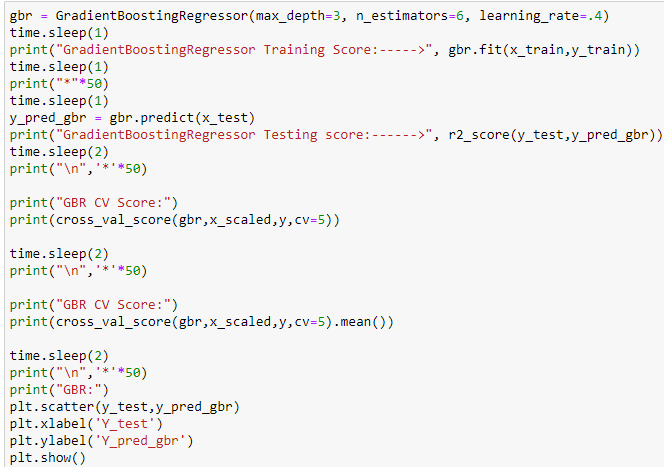 gbr = GradientBoostingRegressor(max_depth=3, n_estimators=6, learning_rate=.4)
time.sleep(1)
print("GradientBoostingRegressor Training Score:----->", gbr.fit(x_train,y_train))
time.sleep(1)
print("*"*50)
time.sleep(1)
y_pred_gbr = gbr.predict(x_test)
print("GradientBoostingRegressor Testing score:------>", r2_score(y_test,y_pred_gbr))
time.sleep(2)
print("\n",'*'*50)
print("GBR CV Score:")
print(cross_val_score(gbr,x_scaled,y,cv=5))
time.sleep(2)
print("\n",'*'*50)
print("GBR CV Score:")
print(cross_val_score(gbr,x_scaled,y,cv=5).mean())
time.sleep(2)
print("\n",'*'*50)
print("GBR:")
plt.scatter(y_test,y_pred_gbr)
plt.xlabel('Y_test')
plt.ylabel('Y_pred_gbr')
plt.show()